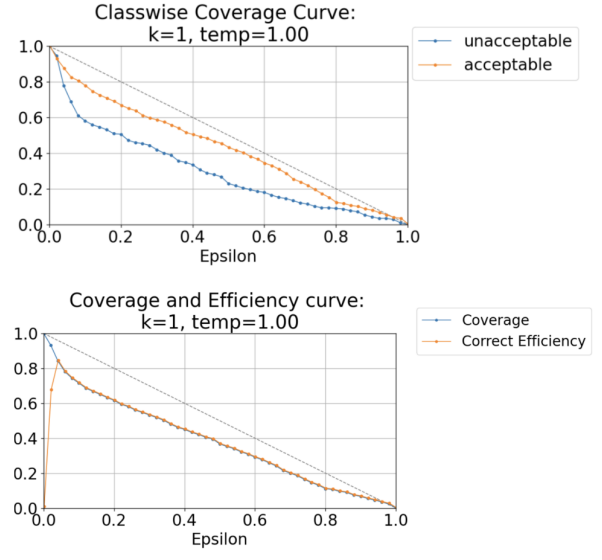 Classwise Coverage Curve:
k=1, temp=1.00
unacceptable
acceptable
1.0
0.8
0.6
0.4
0.2
0.0
0.0 0.2 0.4 0.6 0.8 1.0
Epsilon
Coverage and Efficiency curve:
k=1, temp=1.00
Coverage
Correct Efficiency
1.0
0.8
0.6
0.4
0.2
0.0
0.0 0.2 0.4 0.6 0.8 1.0
Epsilon